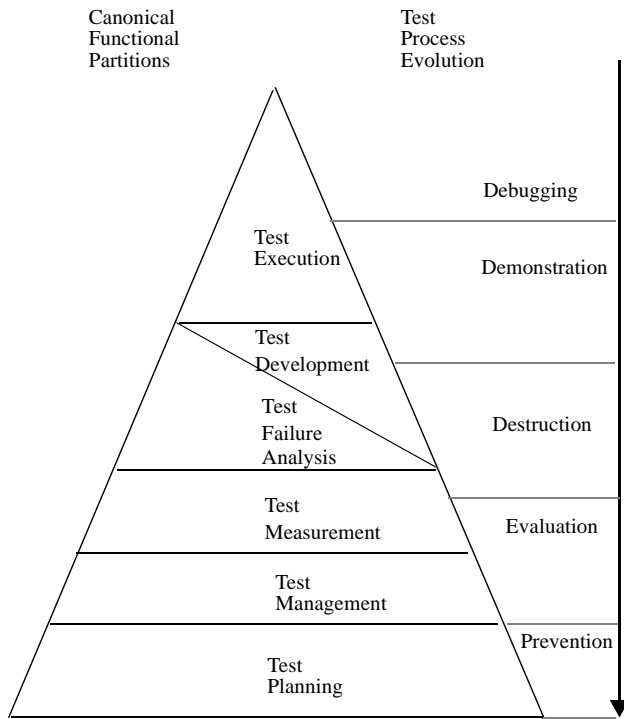 Canonical
Functional
Partitions
Test
Process
Evolution
Debugging
Test
Execution
Demonstration
Test
Development
Test
Failure
Analysis
Destruction
Test
Measurement
Evaluation
Test
Management
Prevention
Test
Planning